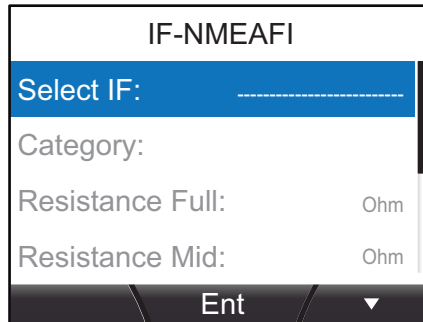 IF-NMEAFI
Select IF: --------------------------
Category:
Resistance Full: Ohm
Resistance Mid: Ohm
Ent ▼